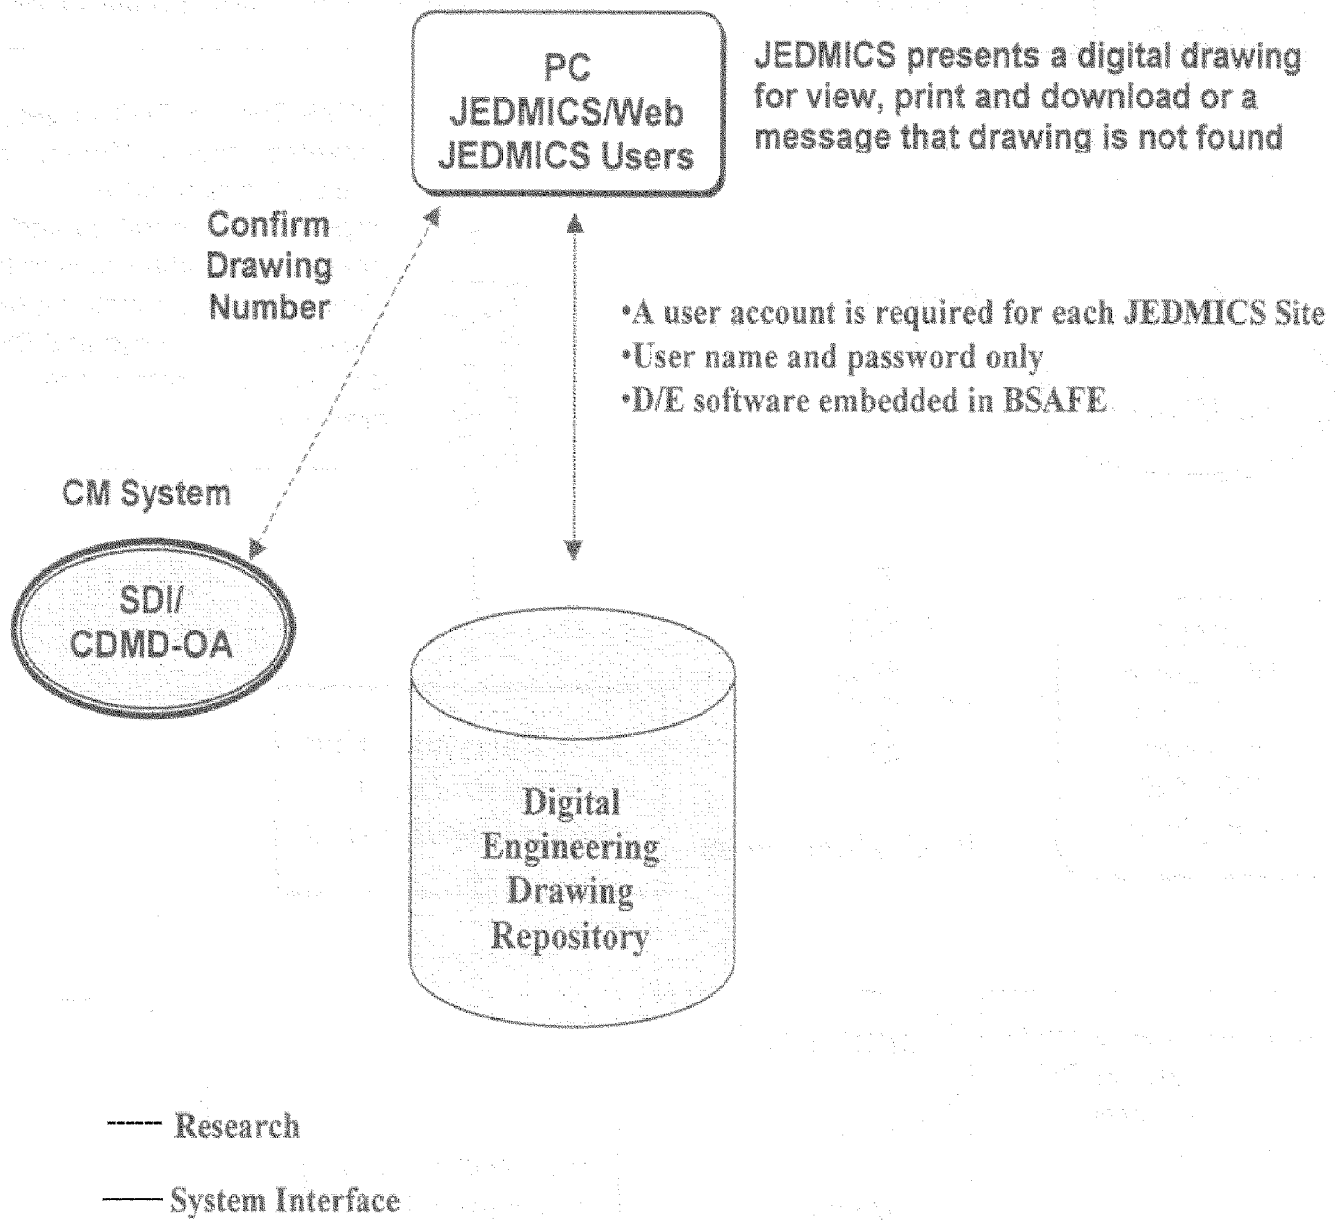 PC
JEDMICS/Web
JEDMICS Users
JEDMICS presents a digital drawing
for view, print and download or a
message that drawing is not found
Confirm
Drawing
Number
•A user account is required for each JEDMICS Site
•User name and password only
•D/E software embedded in BSAFE
CM System
SDI/
CDMD-OA
Digital
Engineering
Drawing
Repository
Research
System Interface